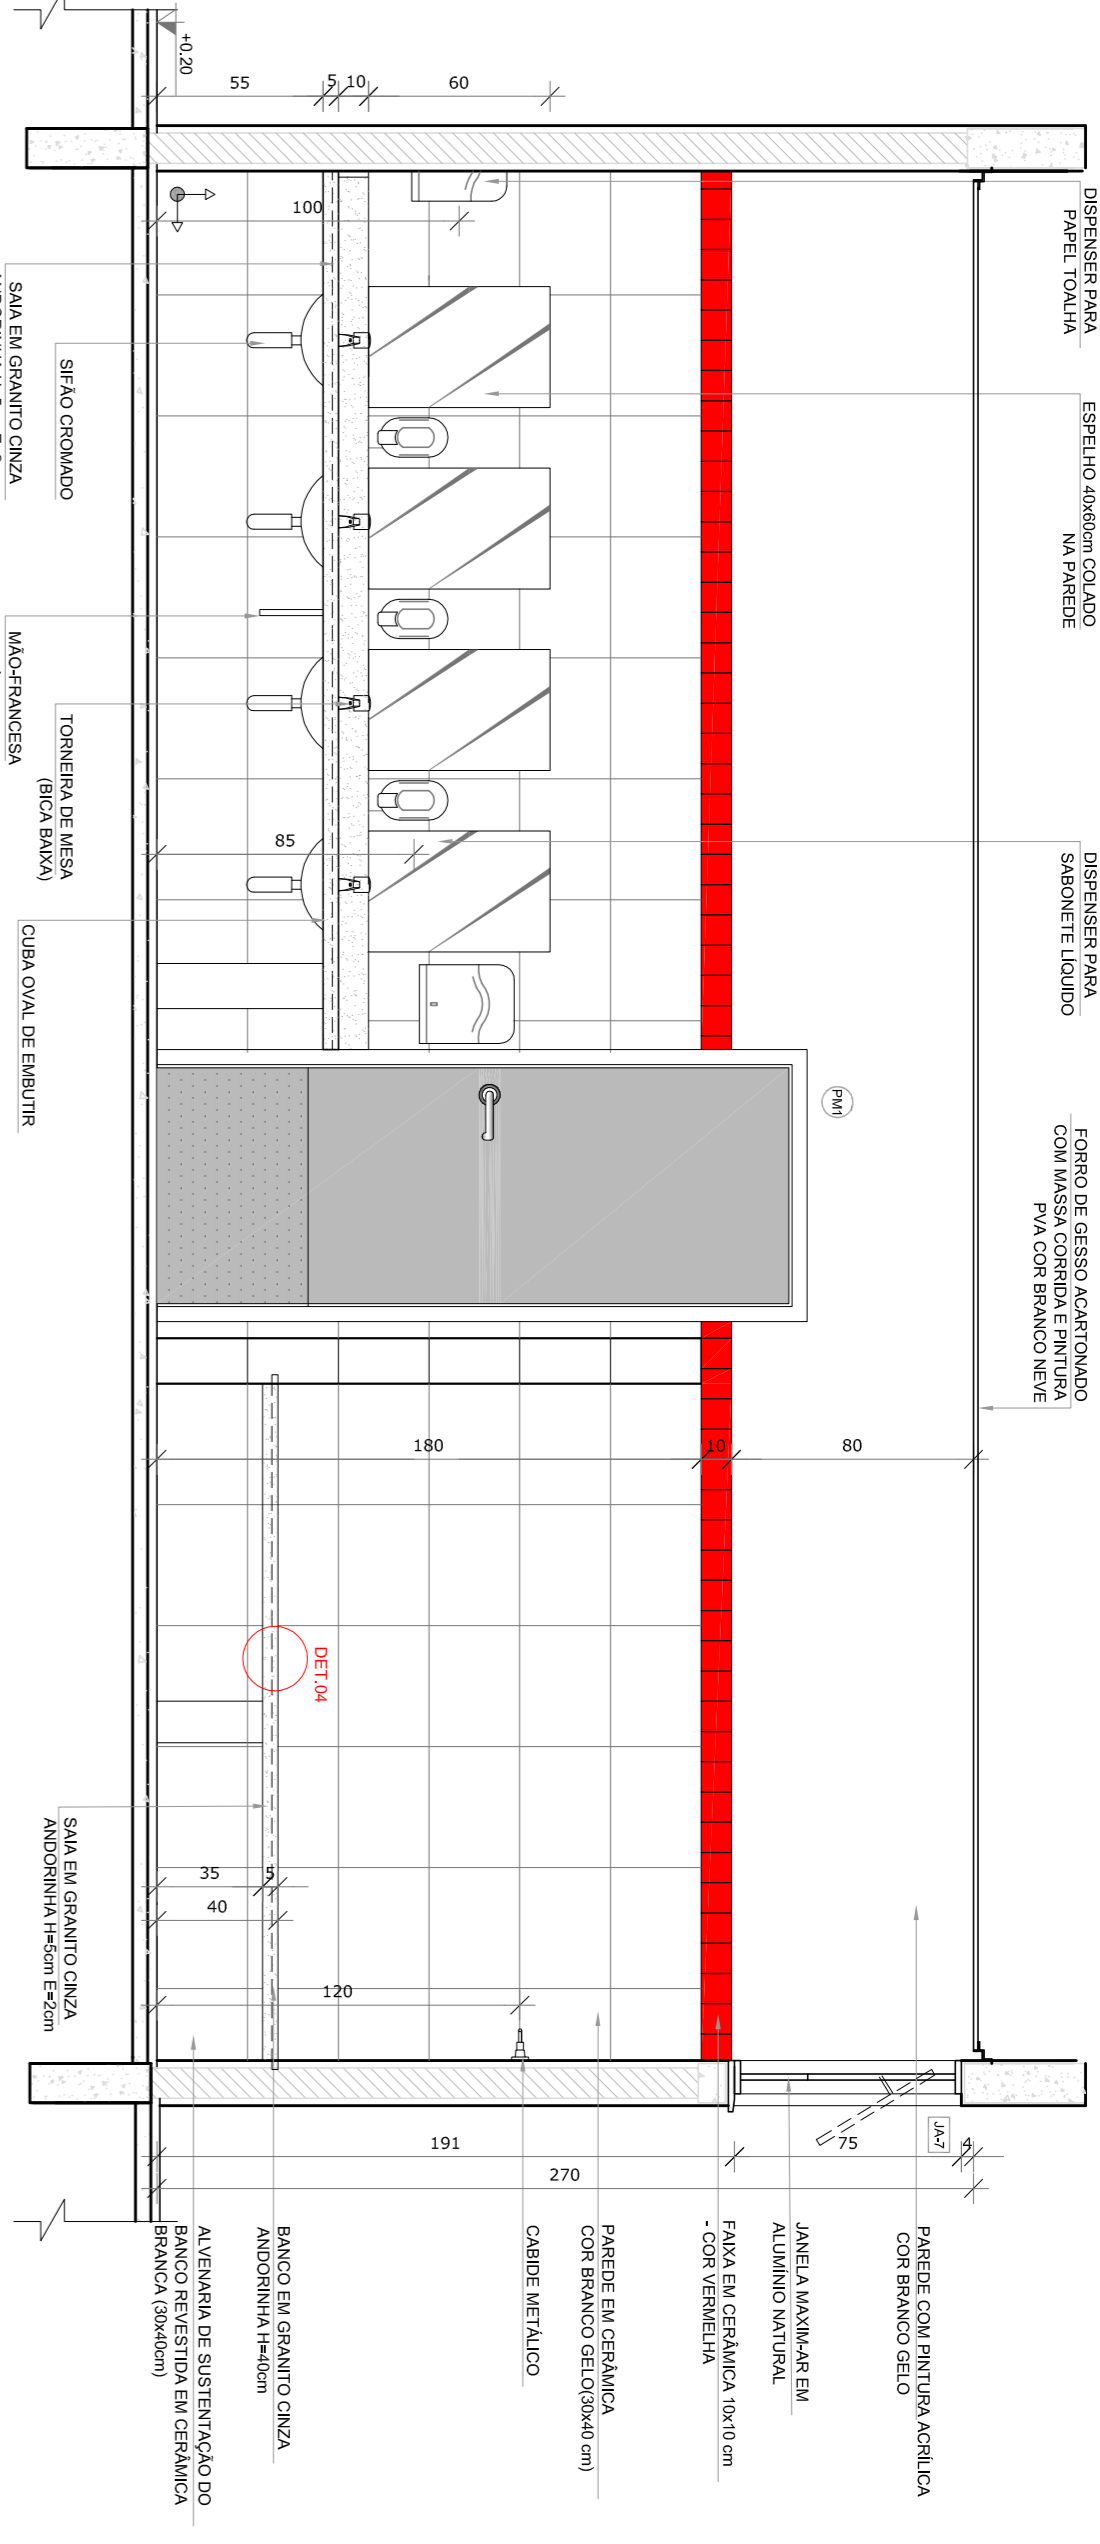 DISPENSER PARA
PAPEL TOALHA
ESPELHO 40x60cm COLADO
NA PAREDE
DISPENSER PARA
SABONETE LÍQUIDO
FORRO DE GESSO ACARTONADO
COM MASSA CORRIDA E PINTURA
PVA COR BRANCO NEVE
PAREDE COM PINTURA ACRÍLICA
COR BRANCO GELO
JANELA MAXIM-AR EM
ALUMÍNIO NATURAL
FAIXA EM CERÂMICA 10x10 cm
- COR VERMELHA
PAREDE EM CERÂMICA
COR BRANCO GELO(30x40 cm)
CABIDE METÁLICO
BANCO EM GRANITO CINZA
ANDORINHA H=40cm
ALVENARIA DE SUSTENTAÇÃO DO
BANCO REVESTIDA EM CERÂMICA
BRANCA (30x40cm)
+0.20
55
5
10
60
100
85
PM1
180
10
80
DET.04
35
5
40
120
191
75
4
270
JA-7
SAIA EM GRANITO CINZA
SIFÃO CROMADO
MÃO-FRANCESA
TORNEIRA DE MESA
(BICA BAIXA)
CUBA OVAL DE EMBUTIR
SAIA EM GRANITO CINZA
ANDORINHA H=5cm E=2cm